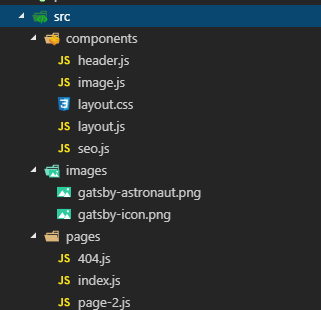 src
components
JS header.js
JS image.js
layout.css
JS layout.js
JS seo.js
images
gatsby-astronaut.png
gatsby-icon.png
pages
JS 404.js
JS index.js
JS page-2.js